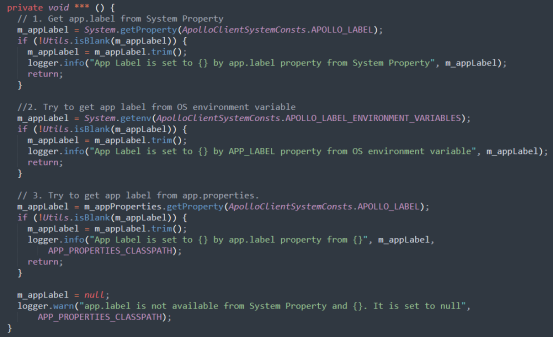 private void *** () {
  // 1. Get app.label from System Property
  m_appLabel = System.getProperty(ApolloClientSystemConsts.APOLLO_LABEL);
  if (!Utils.isBlank(m_appLabel)) {
    m_appLabel = m_appLabel.trim();
    logger.info("App Label is set to {} by app.label property from System Property", m_appLabel);
    return;
  }

  //2. Try to get app label from OS environment variable
  m_appLabel = System.getenv(ApolloClientSystemConsts.APOLLO_LABEL_ENVIRONMENT_VARIABLES);
  if (!Utils.isBlank(m_appLabel)) {
    m_appLabel = m_appLabel.trim();
    logger.info("App Label is set to {} by APP_LABEL property from OS environment variable", m_appLabel);
    return;
  }

  // 3. Try to get app label from app.properties.
  m_appLabel = m_appProperties.getProperty(ApolloClientSystemConsts.APOLLO_LABEL);
  if (!Utils.isBlank(m_appLabel)) {
    m_appLabel = m_appLabel.trim();
    logger.info("App Label is set to {} by app.label property from {}", m_appLabel,
        APP_PROPERTIES_CLASSPATH);
    return;
  }

  m_appLabel = null;
  logger.warn("app.label is not available from System Property and {}. It is set to null",
      APP_PROPERTIES_CLASSPATH);
}